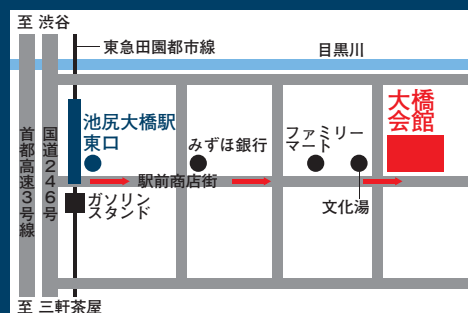 至 渋谷
東急田園都市線
目黒川
大橋
会館
池尻大橋駅
東口
みずほ銀行
ファミリー
マート
首都高速3号線
国道246号
駅前商店街
ガソリン
スタンド
文化湯
至 三軒茶屋